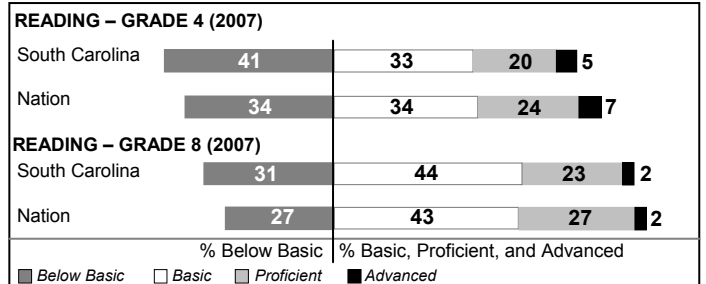 READING – GRADE 4 (2007)
South Carolina 41 33 20 5
Nation 34 34 24 7
READING – GRADE 8 (2007)
South Carolina 31 44 23 2
Nation 27 43 27 2
% Below Basic % Basic, Proficient, and Advanced
Below Basic Basic Proficient Advanced